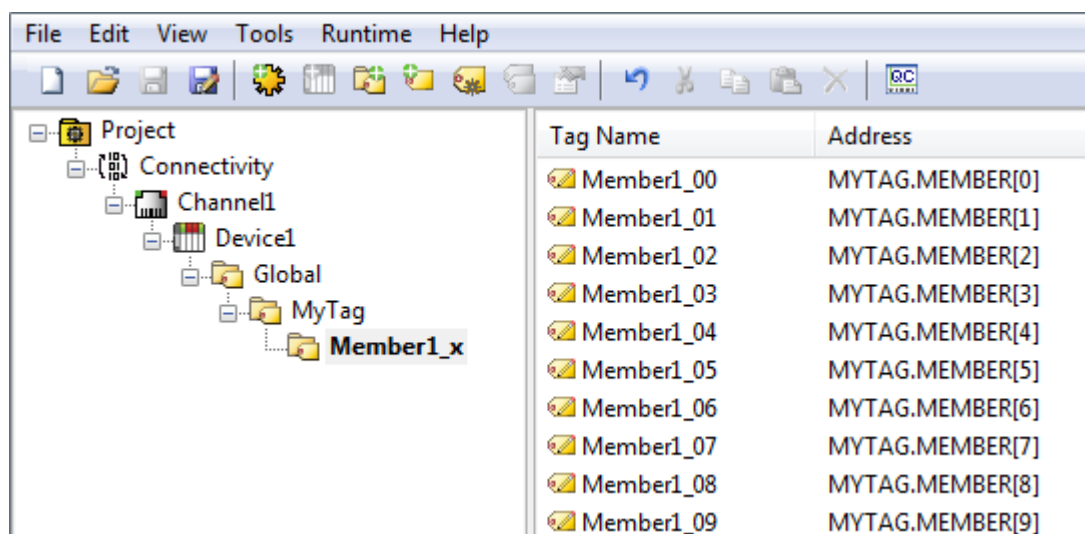 File Edit View Tools Runtime Help
QC
Project
Connectivity
Channel1
Device1
Global
MyTag
Member1_x
Tag Name Address
Member1_00 MYTAG.MEMBER[0]
Member1_01 MYTAG.MEMBER[1]
Member1_02 MYTAG.MEMBER[2]
Member1_03 MYTAG.MEMBER[3]
Member1_04 MYTAG.MEMBER[4]
Member1_05 MYTAG.MEMBER[5]
Member1_06 MYTAG.MEMBER[6]
Member1_07 MYTAG.MEMBER[7]
Member1_08 MYTAG.MEMBER[8]
Member1_09 MYTAG.MEMBER[9]